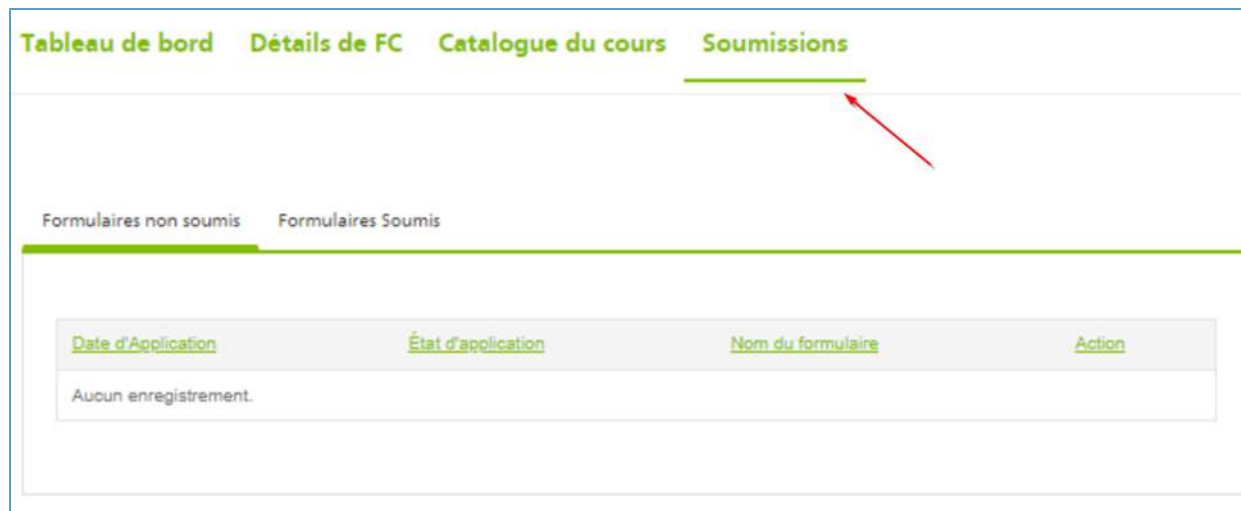 Tableau de bord Détails de FC Catalogue du cours Soumissions
Formulaires non soumis Formulaires Soumis
Date d'Application État d'application Nom du formulaire Action
Aucun enregistrement.